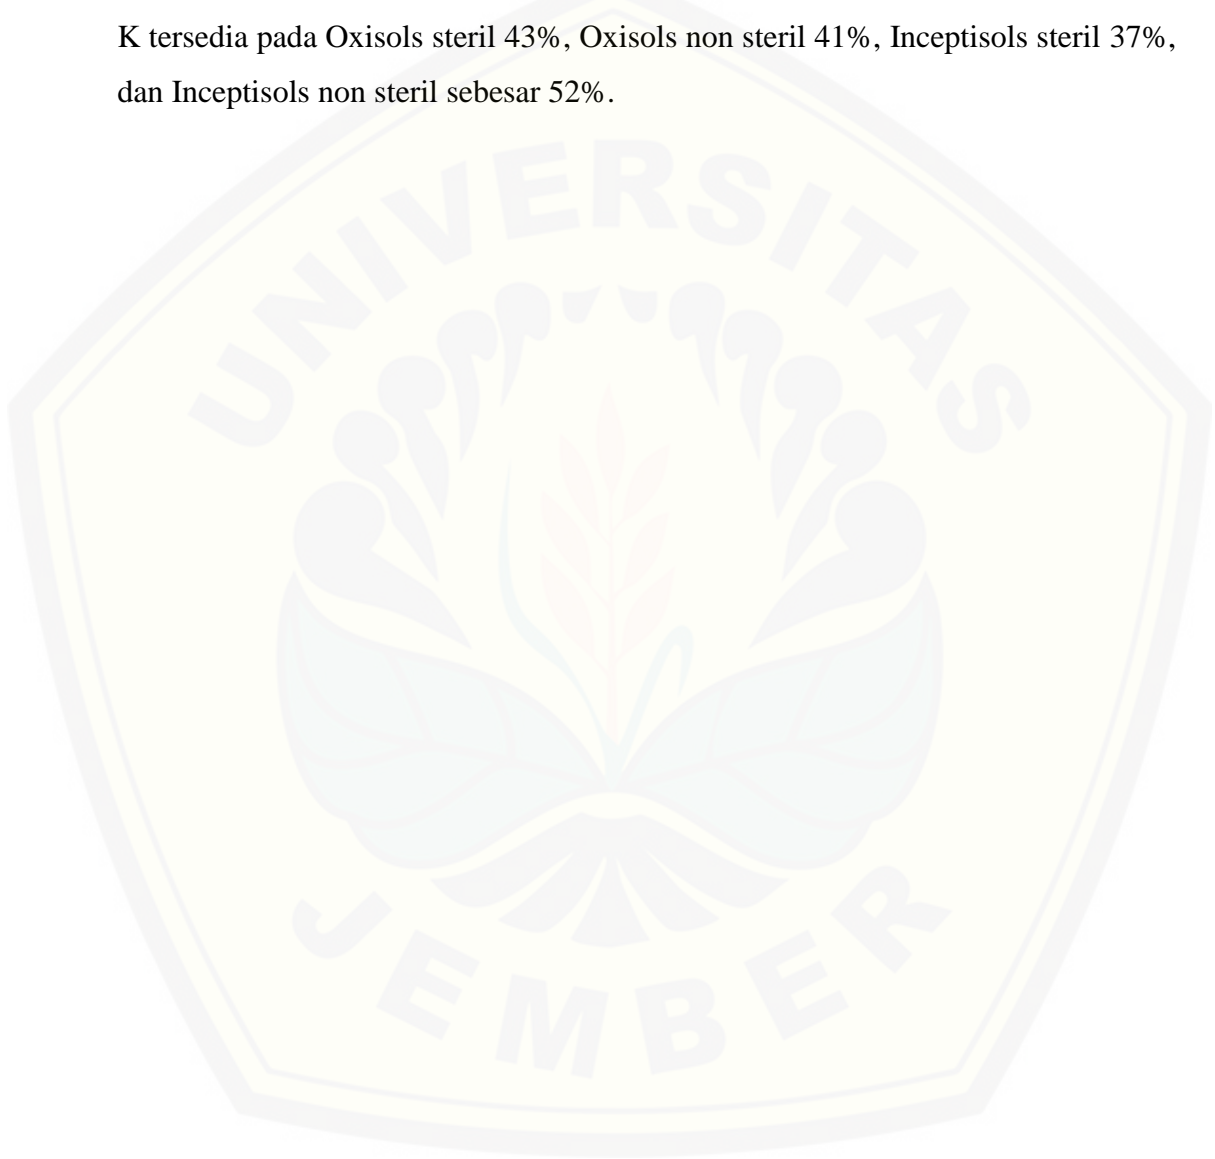 K tersedia pada Oxisols steril 43%, Oxisols non steril 41%, Inceptisols steril 37%,
dan Inceptisols non steril sebesar 52%.
UNIVERSITAS
JEMBER